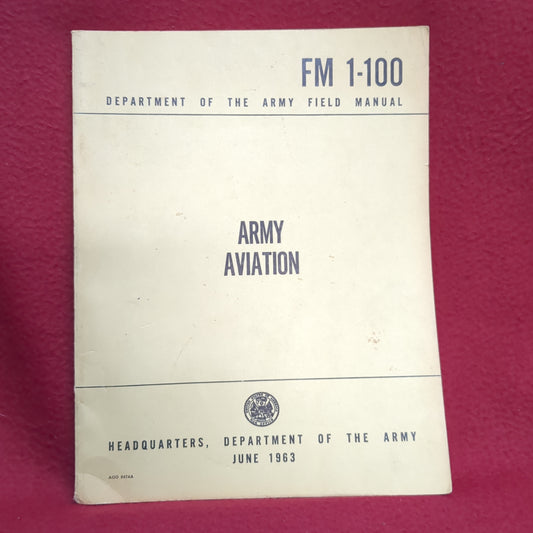 FM 1-100
DEPARTMENT OF THE ARMY FIELD MANUAL
ARMY
AVIATION
HEADQUARTERS, DEPARTMENT OF THE ARMY
JUNE 1963